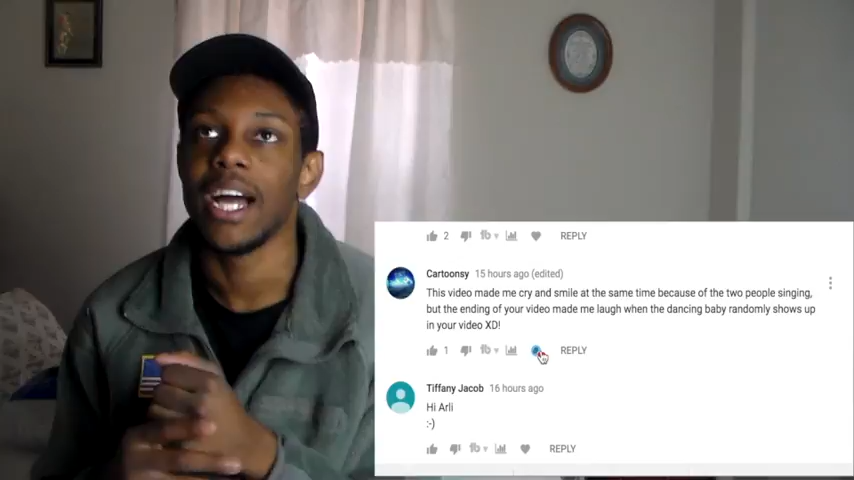 2 REPLY
Cartoonsy 15 hours ago (edited)
This video made me cry and smile at the same time because of the two people singing,
but the ending of your video made me laugh when the dancing baby randomly shows up
in your video XD!
1 REPLY
Tiffany Jacob 16 hours ago
Hi Arli
:-)
REPLY